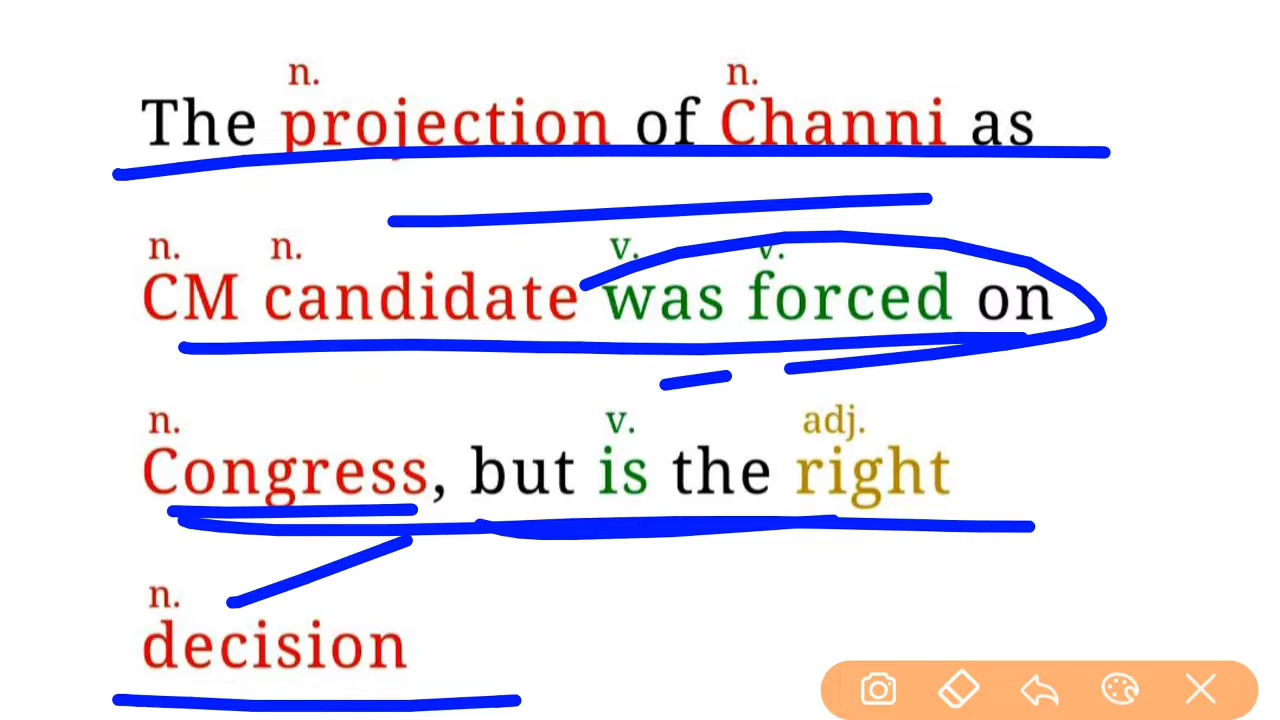 n. n.
The projection of Channi as
n. n. v. v.
CM candidate was forced on
n. v. adj.
Congress, but is the right
n.
decision